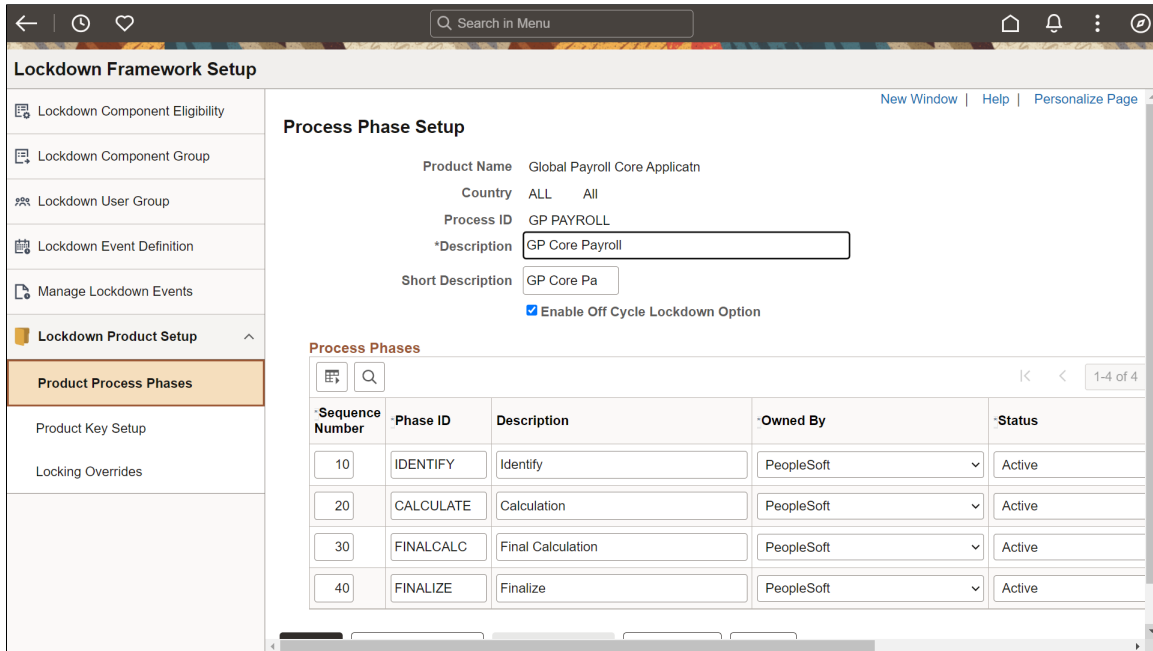 Search in Menu
Lockdown Framework Setup
Lockdown Component Eligibility
Lockdown Component Group
Lockdown User Group
Lockdown Event Definition
Manage Lockdown Events
Lockdown Product Setup
Product Process Phases
Product Key Setup
Locking Overrides
New Window | Help | Personalize Page
Process Phase Setup
Product Name Global Payroll Core Applicatn
Country ALL All
Process ID GP PAYROLL
*Description GP Core Payroll
Short Description GP Core Pa
Enable Off Cycle Lockdown Option
Process Phases
1-4 of 4
*Sequence Number *Phase ID Description *Owned By *Status
10 IDENTIFY Identify PeopleSoft Active
20 CALCULATE Calculation PeopleSoft Active
30 FINALCALC Final Calculation PeopleSoft Active
40 FINALIZE Finalize PeopleSoft Active